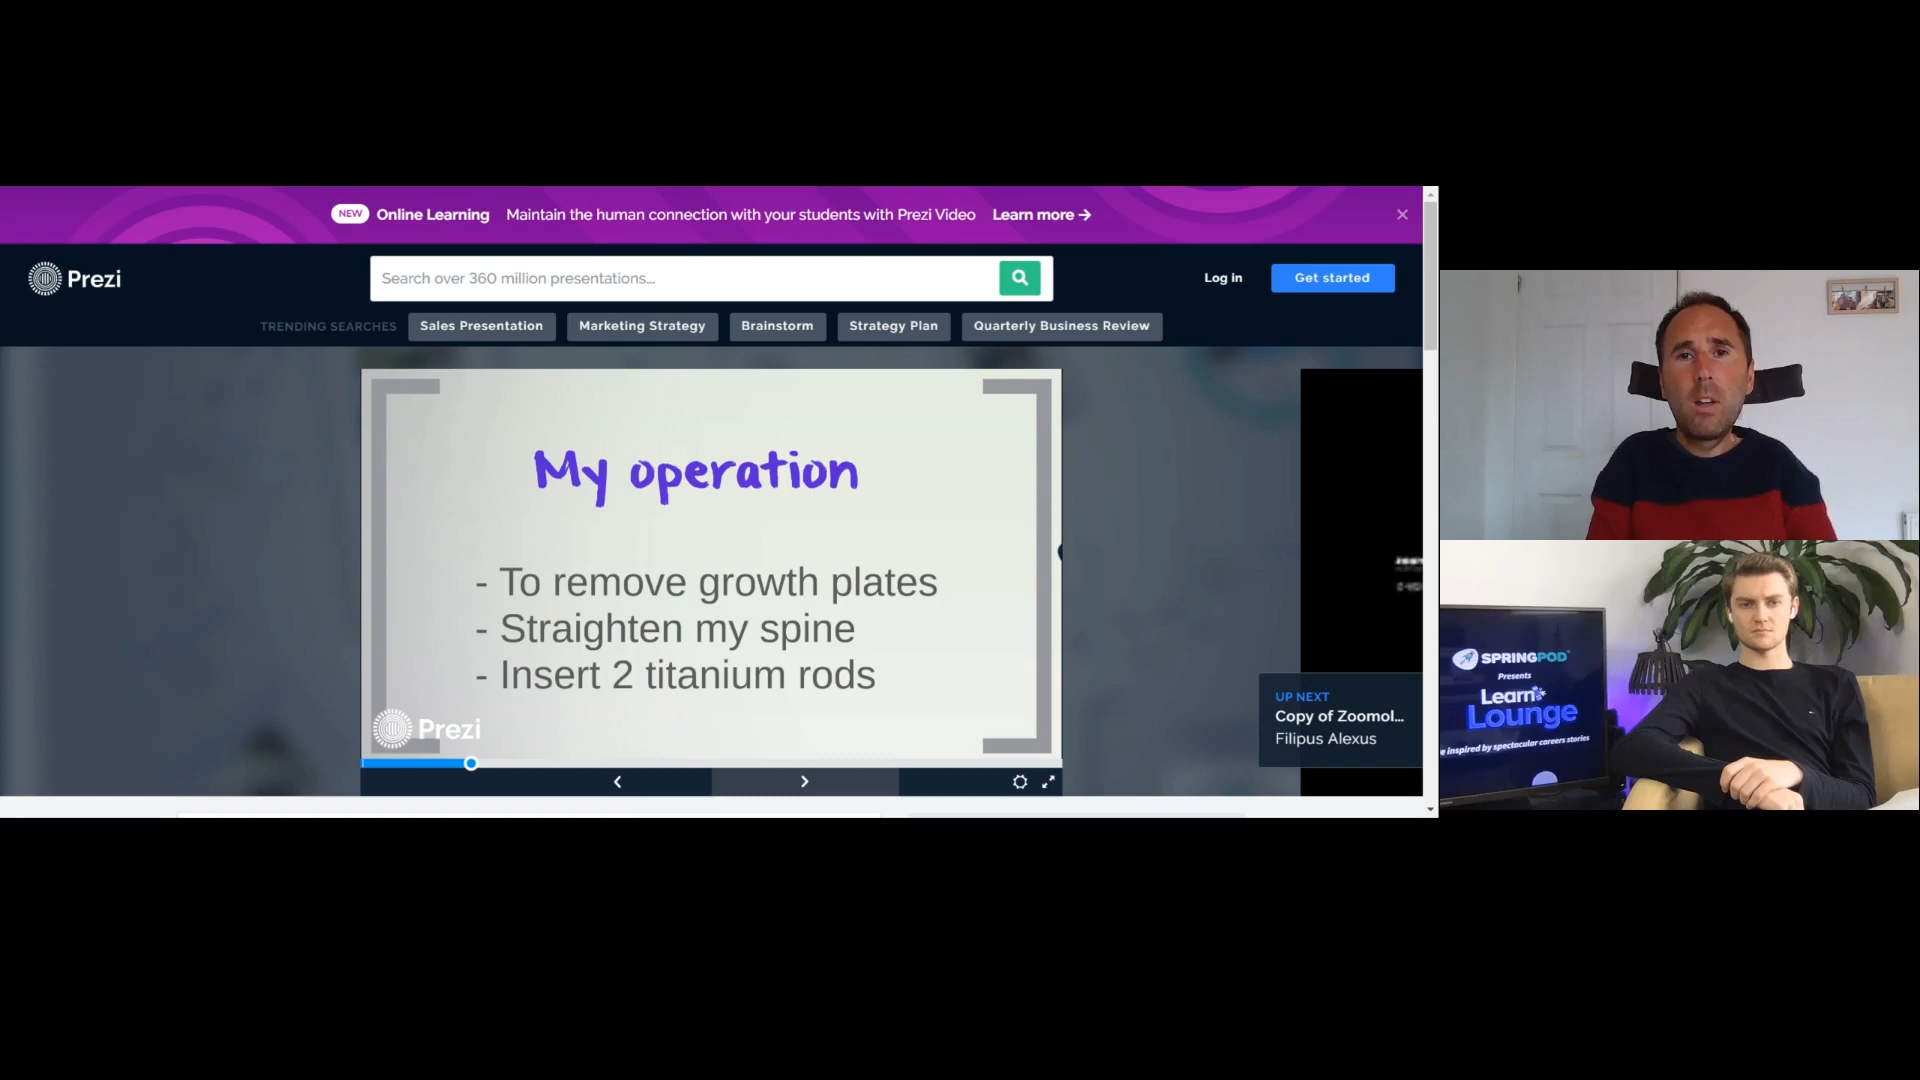 NEW Online Learning Maintain the human connection with your students with Prezi Video Learn more →
Prezi
Search over 360 million presentations...
Log in
Get started
TRENDING SEARCHES
Sales Presentation
Marketing Strategy
Brainstorm
Strategy Plan
Quarterly Business Review
My operation
- To remove growth plates
- Straighten my spine
- Insert 2 titanium rods
Prezi
UP NEXT
Copy of Zoomol...
Filipus Alexus
SPRINGPOD
Presents
Learn
Lounge
e inspired by spectacular careers stories